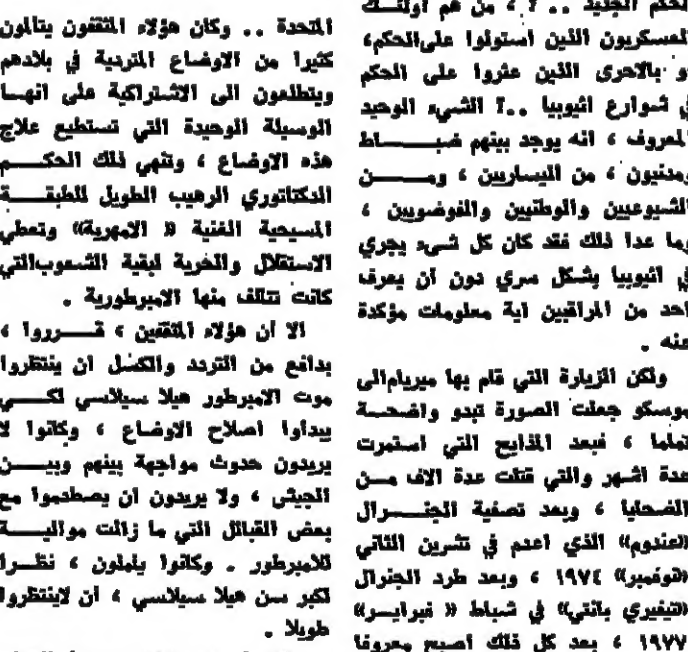 الحكم الجديد .. ؟ ، من هم اولئك
العسكريون الذين استولوا على الحكم،
او بالاحرى الذين عثروا على الحكم
في شوارع اثيوبيا ..؟ الشيء الوحيد
المعروف ، انه يوجد بينهم ضباط
ومدنيون ، من اليساريين ، ومن
الشيوعيين والوطنيين والفوضويين ،
وما عدا ذلك فقد كان كل شيء يجري
في اثيوبيا بشكل سري دون أن يعرف
احد من المراقبين آية معلومات مؤكدة
عنه .
ولكن الزيارة التي قام بها ميريام الى
موسكو جعلت الصورة تبدو واضحة
تماما ، فبعد المذابح التي استمرت
عدة اشهر والتي قتلت عدة الاف من
الضحايا ، وبعد تصفية الجنرال
«عندوم» الذي اعدم في تشرين الثاني
«نوفمبر» ١٩٧٤ ، وبعد طرد الجنرال
«تيفيري بانتي» في شباط « فبراير»
١٩٧٧ ، بعد كل ذلك أصبح معروفا
المتحدة .. وكان هؤلاء المثقفون يتألمون
كثيرا من الاوضاع المتردية في بلادهم
ويتطلعون الى الاشتراكية على انها
الوسيلة الوحيدة التي تستطيع علاج
هذه الاوضاع ، وتنهي ذلك الحكم
الدكتاتوري الرهيب الطويل للطبقة
المسيحية الغنية « الامهرية» وتعطي
الاستقلال والحرية لبقية الشعوب التي
كانت تتألف منها الامبرطورية .
الا أن هؤلاء المثقفين ، قرروا ،
بدافع من التردد والكسل ان ينتظروا
موت الامبرطور هيلا سيلاسي لكي
يبدأوا اصلاح الاوضاع ، وكانوا لا
يريدون حدوث مواجهة بينهم وبين
الجيش ، ولا يريدون ان يصطدموا مع
بعض القبائل التي ما زالت موالية
للامبرطور . وكانوا يأملون ، نظرا
لكبر سن هيلا سيلاسي ، ان لاينتظروا
طويلا .